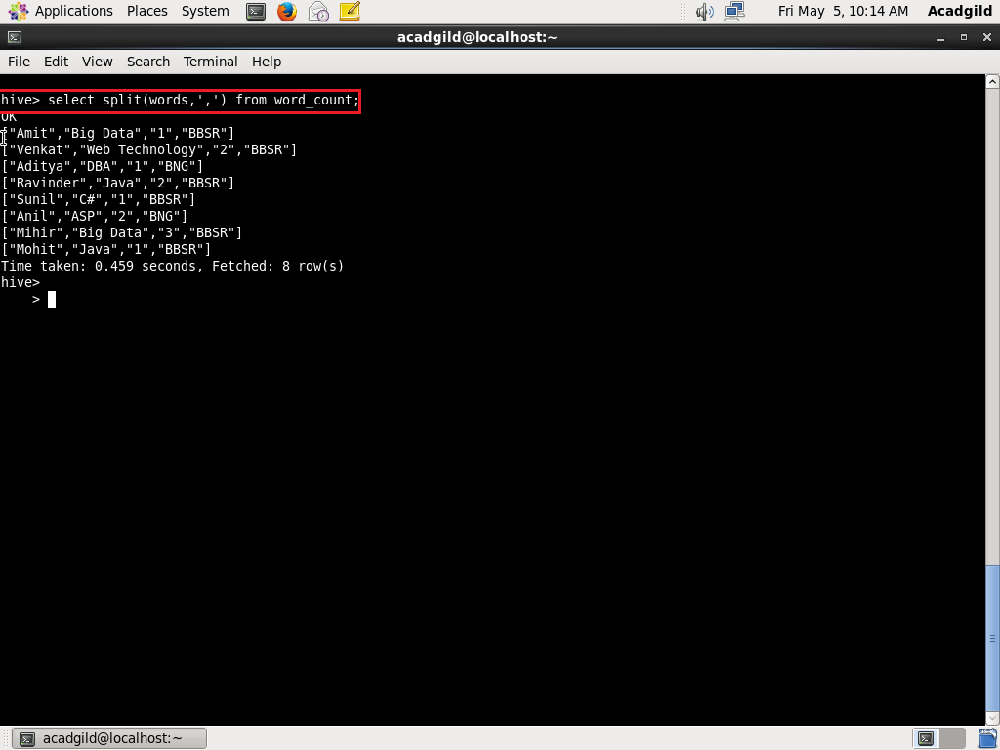 Applications Places System Fri May 5, 10:14 AM Acadgild
acadgild@localhost:~
File Edit View Search Terminal Help
hive> select split(words,',') from word_count;
OK
["Amit","Big Data","1","BBSR"]
["Venkat","Web Technology","2","BBSR"]
["Aditya","DBA","1","BNG"]
["Ravinder","Java","2","BBSR"]
["Sunil","C#","1","BBSR"]
["Anil","ASP","2","BNG"]
["Mihir","Big Data","3","BBSR"]
["Mohit","Java","1","BBSR"]
Time taken: 0.459 seconds, Fetched: 8 row(s)
hive>
    >
acadgild@localhost:~